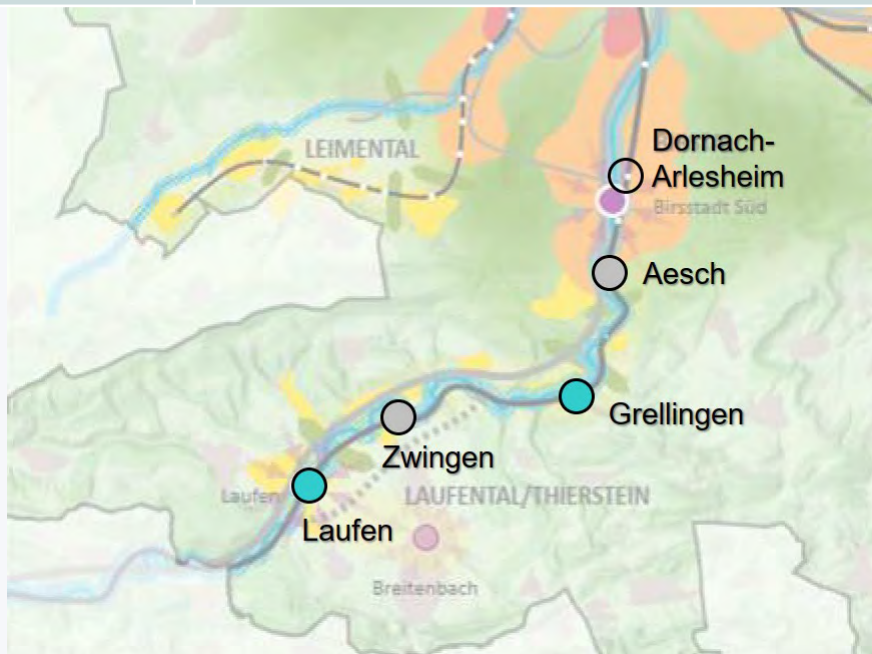 Dornach-
Arlesheim
LEIMENTAL
Birsstadt Süd
Aesch
Grellingen
Zwingen
Laufen
LAUFENTAL/THIERSTEIN
Laufen
Breitenbach